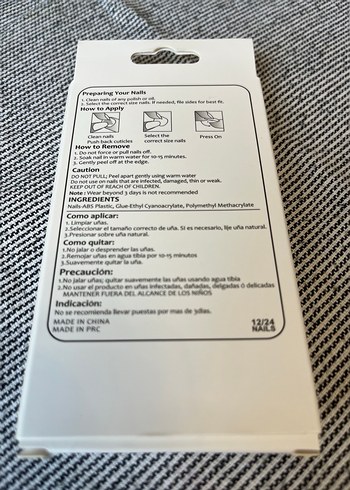 Preparing Your Nails
1. Clean nails of any polish or oil.
2. Select the correct size nails. If needed, file sides for best fit.
How to Apply
Clean nails
Push back cuticles
Select the
correct size nails
Press On
How to Remove
1. Do not force or pull nails off.
2. Soak nail in warm water for 10-15 minutes.
3. Gently peel off at the edge.
Caution
DO NOT PULL; Peel apart gently using warm water
Do not use on nails that are infected, damaged, thin or weak.
KEEP OUT OF REACH OF CHILDREN.
Note : Wear beyond 3 days is not recommended
INGREDIENTS
Nails-ABS Plastic, Glue-Ethyl Cyanoacrylate, Polymethyl Methacrylate
Como aplicar:
1. Limpiar uñas.
2.Seleccionar el tamaño correcto de uña. Si es necesario, lije uña natural.
3.Presionar sobre uña natural.
Como quitar:
1.No jalar o desprender las uñas.
2.Remojar uñas en agua tibia por 10-15 minutos
3.Suavemente quitar la uña.
Precaución:
1.No jalar uñas; quitar suavemente las uñas usando agua tibia
2.No usar el producto en uñas infectadas, dañadas, delgadas ó delicadas
MANTENER FUERA DEL ALCANCE DE LOS NIÑOS
Indicación:
No se recomienda llevar puestas por mas de 3días.
MADE IN CHINA
MADE IN PRC
12/24
NAILS